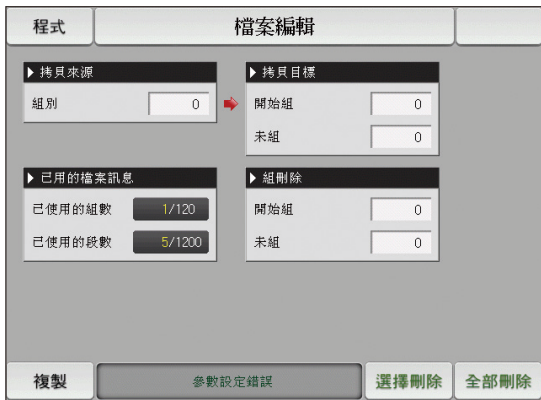 程式
檔案編輯
▶ 拷貝來源
組別 0
▶ 拷貝目標
開始組 0
未組 0
▶ 已用的檔案訊息
已使用的組數 1/120
已使用的段數 5/1200
▶ 組刪除
開始組 0
未組 0
複製
參數設定錯誤
選擇刪除
全部刪除